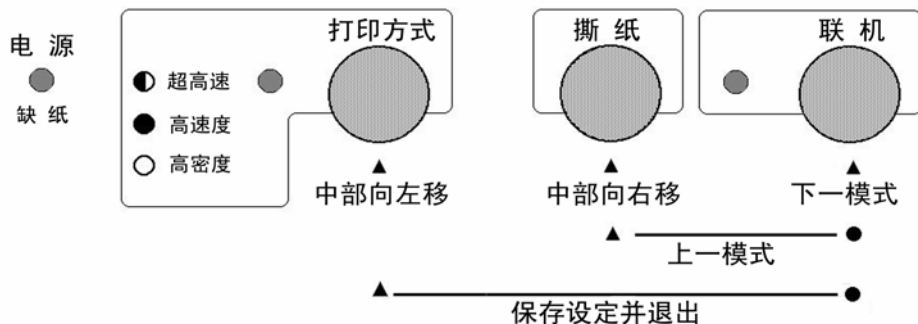 电 源
缺 纸
打印方式
超高速
高速度
高密度
撕 纸
联 机
中部向左移
中部向右移
下一模式
上一模式
保存设定并退出